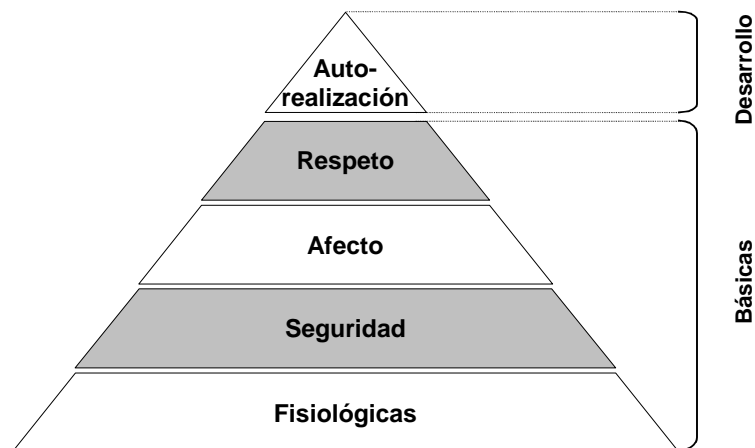 Auto-
realización
Respeto
Afecto
Seguridad
Fisiológicas
Desarrollo
Básicas